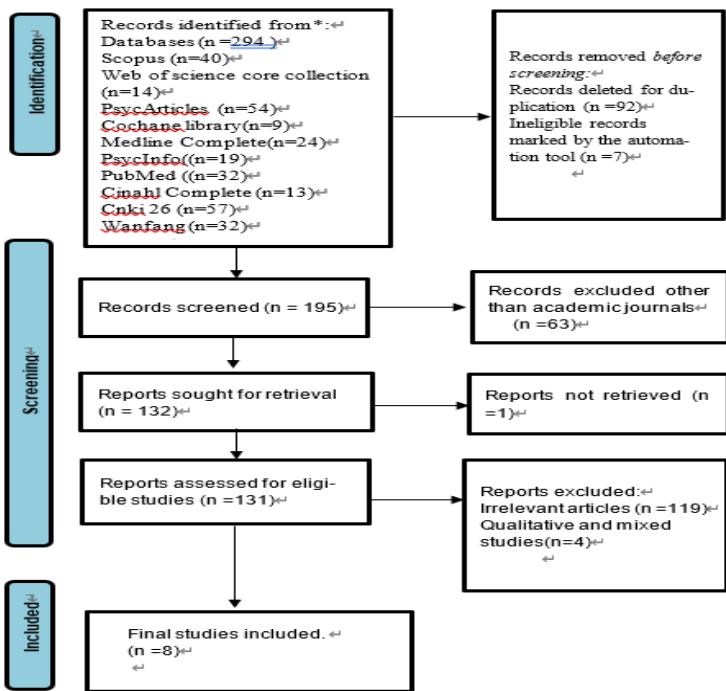 Identification
Records identified from*:↵
Databases (n =294 )↵
Scopus (n=40)↵
Web of science core collection
(n=14)↵
PsycArticles (n=54)↵
Cochane library(n=9)↵
Medline Complete(n=24)↵
PsycInfo((n=19)↵
PubMed ((n=32)↵
Cinahl Complete (n=13)↵
Cnki 26 (n=57)↵
Wanfang (n=32)↵
Records removed before
screening:↵
Records deleted for du-
plication (n =92)↵
Ineligible records
marked by the automa-
tion tool (n =7)↵
↵
Screening↵
Records screened (n = 195)↵
Records excluded other
than academic journals↵
(n =63)↵
Reports sought for retrieval
(n = 132)↵
Reports not retrieved (n
=1)↵
Reports assessed for eligi-
ble studies (n =131)↵
Reports excluded:↵
Irrelevant articles (n =119)↵
Qualitative and mixed
studies(n=4)↵
↵
Included↵
Final studies included. ↵
(n =8)↵
↵